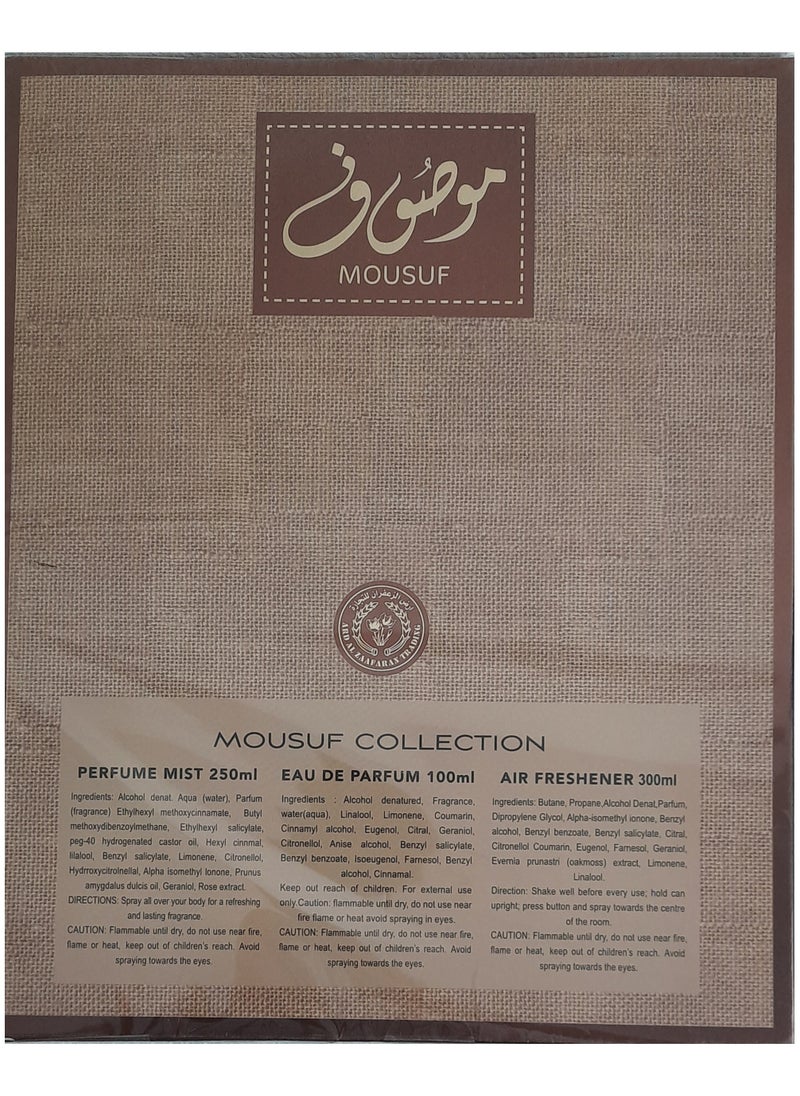 موصوف
MOUSUF
أرض الزعفران للتجارة
ARD AL ZAAFARAN TRADING
MOUSUF COLLECTION
PERFUME MIST 250ml
Ingredients: Alcohol denat. Aqua (water), Parfum
(fragrance) Ethylhexyl methoxycinnamate, Butyl
methoxydibenzoylmethane, Ethylhexyl salicylate,
peg-40 hydrogenated castor oil, Hexyl cinnmal,
lilalool, Benzyl salicylate, Limonene, Citronellol,
Hydrroxycitrolnellal, Alpha isomethyl Ionone, Prunus
amygdalus dulcis oil, Geraniol, Rose extract.
DIRECTIONS: Spray all over your body for a refreshing
and lasting fragrance.
CAUTION: Flammable until dry, do not use near fire,
flame or heat, keep out of children's reach. Avoid
spraying towards the eyes.
EAU DE PARFUM 100ml
Ingredients : Alcohol denatured, Fragrance,
water(aqua), Linalool, Limonene, Coumarin,
Cinnamyl alcohol, Eugenol, Citral, Geraniol,
Citronellol, Anise alcohol, Benzyl salicylate,
Benzyl benzoate, Isoeugenol, Farnesol, Benzyl
alcohol, Cinnamal.
Keep out reach of children. For external use
only.Caution: flammable until dry, do not use near
fire flame or heat avoid spraying in eyes.
CAUTION: Flammable until dry, do not use near fire,
flame or heat, keep out of children's reach. Avoid
spraying towards the eyes.
AIR FRESHENER 300ml
Ingredients: Butane, Propane,Alcohol Denat,Parfum,
Dipropylene Glycol, Alpha-isomethyl ionone, Benzyl
alcohol, Benzyl benzoate, Benzyl salicylate, Citral,
Citronellol Coumarin, Eugenol, Farnesol, Geraniol,
Evernia prunastri (oakmoss) extract, Limonene,
Linalool.
Direction: Shake well before every use; hold can
upright; press button and spray towards the centre
of the room.
CAUTION: Flammable until dry, do not use near fire,
flame or heat, keep out of children's reach. Avoid
spraying towards the eyes.